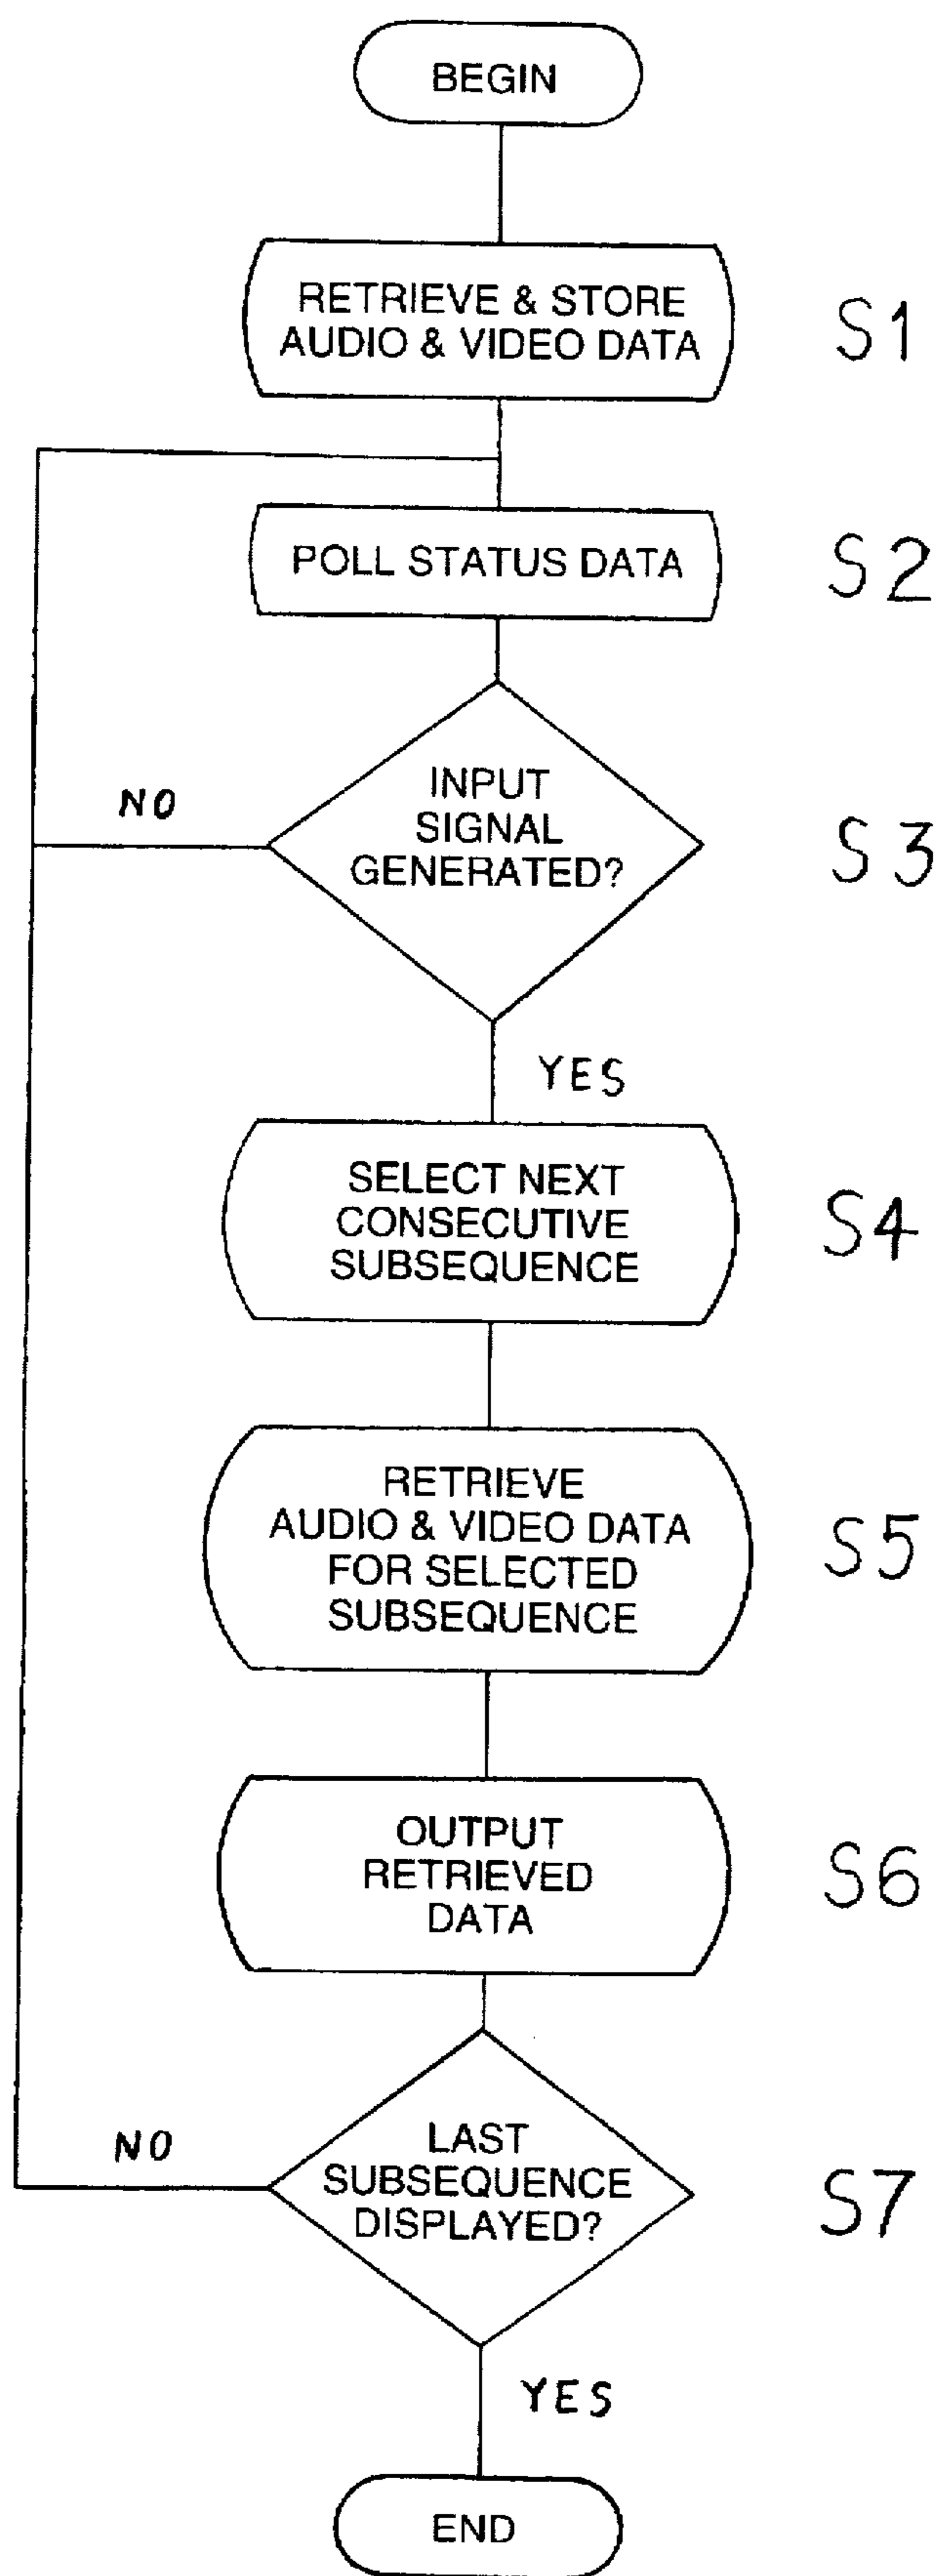 BEGIN
RETRIEVE & STORE
AUDIO & VIDEO DATA
S1
POLL STATUS DATA
S2
INPUT
SIGNAL
GENERATED?
S3
NO
YES
SELECT NEXT
CONSECUTIVE
SUBSEQUENCE
S4
RETRIEVE
AUDIO & VIDEO DATA
FOR SELECTED
SUBSEQUENCE
S5
OUTPUT
RETRIEVED
DATA
S6
LAST
SUBSEQUENCE
DISPLAYED?
S7
NO
YES
END